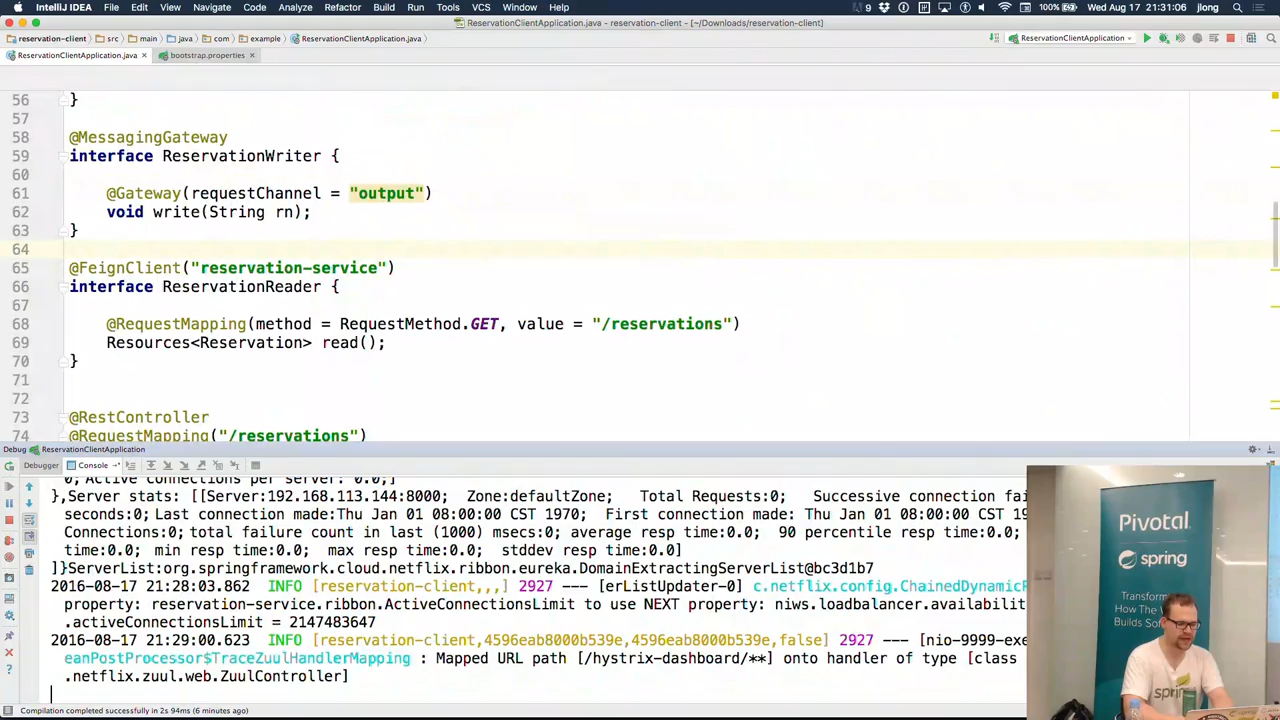 IntelliJ IDEA File Edit View Navigate Code Analyze Refactor Build Run Tools VCS Window Help 9 100% Wed Aug 17 21:31:06 jlong
ReservationClientApplication.java - reservation-client - [~/Downloads/reservation-client]
reservation-client src main java com example ReservationClientApplication.java ReservationClientApplication
ReservationClientApplication.java bootstrap.properties
56 }
57
58 @MessagingGateway
59 interface ReservationWriter {
60
61 @Gateway(requestChannel = "output")
62 void write(String rn);
63 }
64
65 @FeignClient("reservation-service")
66 interface ReservationReader {
67
68 @RequestMapping(method = RequestMethod.GET, value = "/reservations")
69 Resources<Reservation> read();
70 }
71
72
73 @RestController
74 @RequestMapping("/reservations")
Debug ReservationClientApplication
Debugger Console
0; Active connections per server: 0.0;]
},Server stats: [[Server:192.168.113.144:8000; Zone:defaultZone; Total Requests:0; Successive connection fai
seconds:0; Last connection made:Thu Jan 01 08:00:00 CST 1970; First connection made: Thu Jan 01 08:00:00 C
Connections:0; total failure count in last (1000) msecs:0; average resp time:0.0; 90 percentile resp time:0.
time:0.0; min resp time:0.0; max resp time:0.0; stddev resp time:0.0]
]}ServerList:org.springframework.cloud.netflix.ribbon.eureka.DomainExtractingServerList@bc3d1b7
2016-08-17 21:28:03.862 INFO [reservation-client,,,] 2927 --- [erListUpdater-0] c.netflix.config.ChainedDynamicP
property: reservation-service.ribbon.ActiveConnectionsLimit to use NEXT property: niws.loadbalancer.availabilit
.activeConnectionsLimit = 2147483647
2016-08-17 21:29:00.623 INFO [reservation-client,4596eab8000b539e,4596eab8000b539e,false] 2927 --- [nio-9999-exe
eanPostProcessor$TraceZuulHandlerMapping : Mapped URL path [/hystrix-dashboard/**] onto handler of type [class
.netflix.zuul.web.ZuulController]
Compilation completed successfully in 2s 94ms (6 minutes ago)
Pivotal
spring
Transform
How The W
Builds Sof
spring